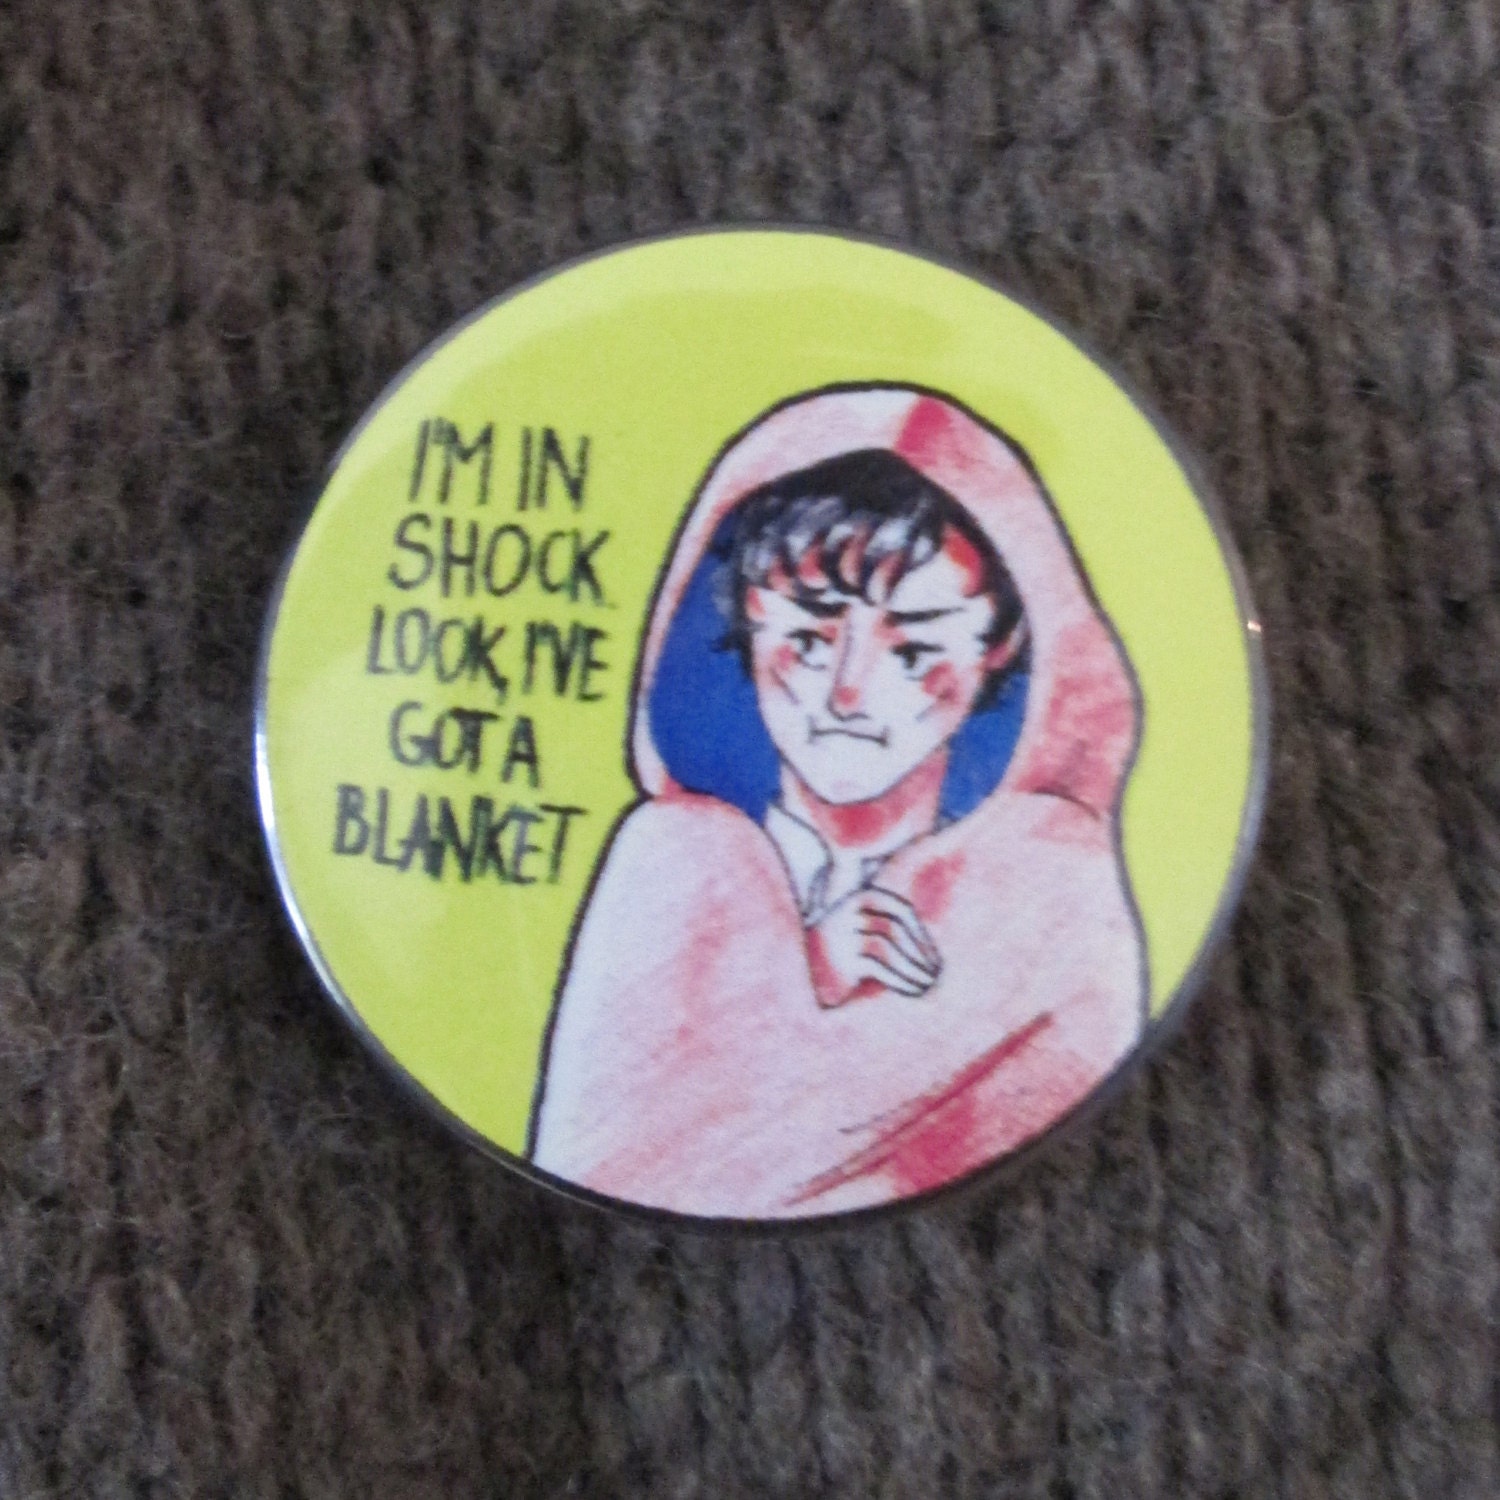 I'M IN
SHOCK
LOOK, I'VE
GOT A
BLANKET